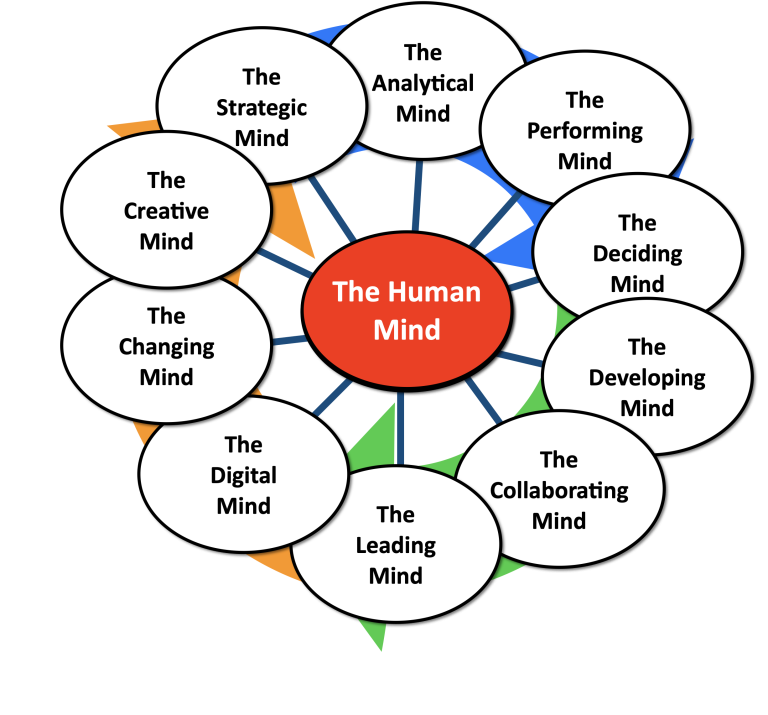 The
Analytical
Mind
The
Strategic
Mind
The
Performing
Mind
The
Creative
Mind
The
Deciding
Mind
The Human
Mind
The
Changing
Mind
The
Developing
Mind
The
Digital
Mind
The
Collaborating
Mind
The
Leading
Mind